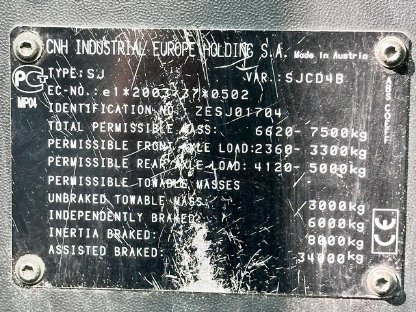 CNH INDUSTRIAL EUROPE HOLDING S.A. Made in Austria
TYPE: SJ VAR.: SJCD4B
EC-NO.: e1*2003*37*0502
IDENTIFICATION NO.: ZESJ01704
TOTAL PERMISSIBLE MASS: 6620- 7500kg
PERMISSIBLE FRONT AXLE LOAD: 2360- 3300kg
PERMISSIBLE REAR AXLE LOAD: 4120- 5000kg
PERMISSIBLE TOWABLE MASSES
UNBRAKED TOWABLE MASS: 3000kg
INDEPENDENTLY BRAKED: 6000kg
INERTIA BRAKED: 8000kg
ASSISTED BRAKED: 34000kg
МР04
CE